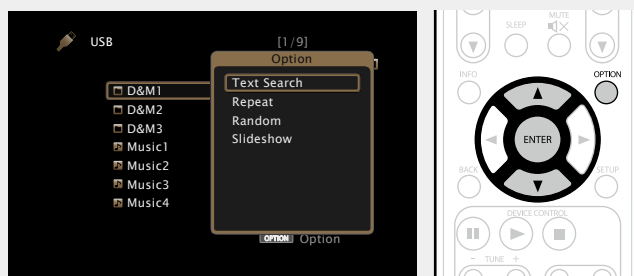 USB
[1/9]
Option
Text Search
Repeat
Random
Slideshow
D&M1
D&M2
D&M3
Music1
Music2
Music3
Music4
OPTION Option
SLEEP
MUTE
INFO
OPTION
ENTER
BACK
SETUP
DEVICE CONTROL
- TUNE +